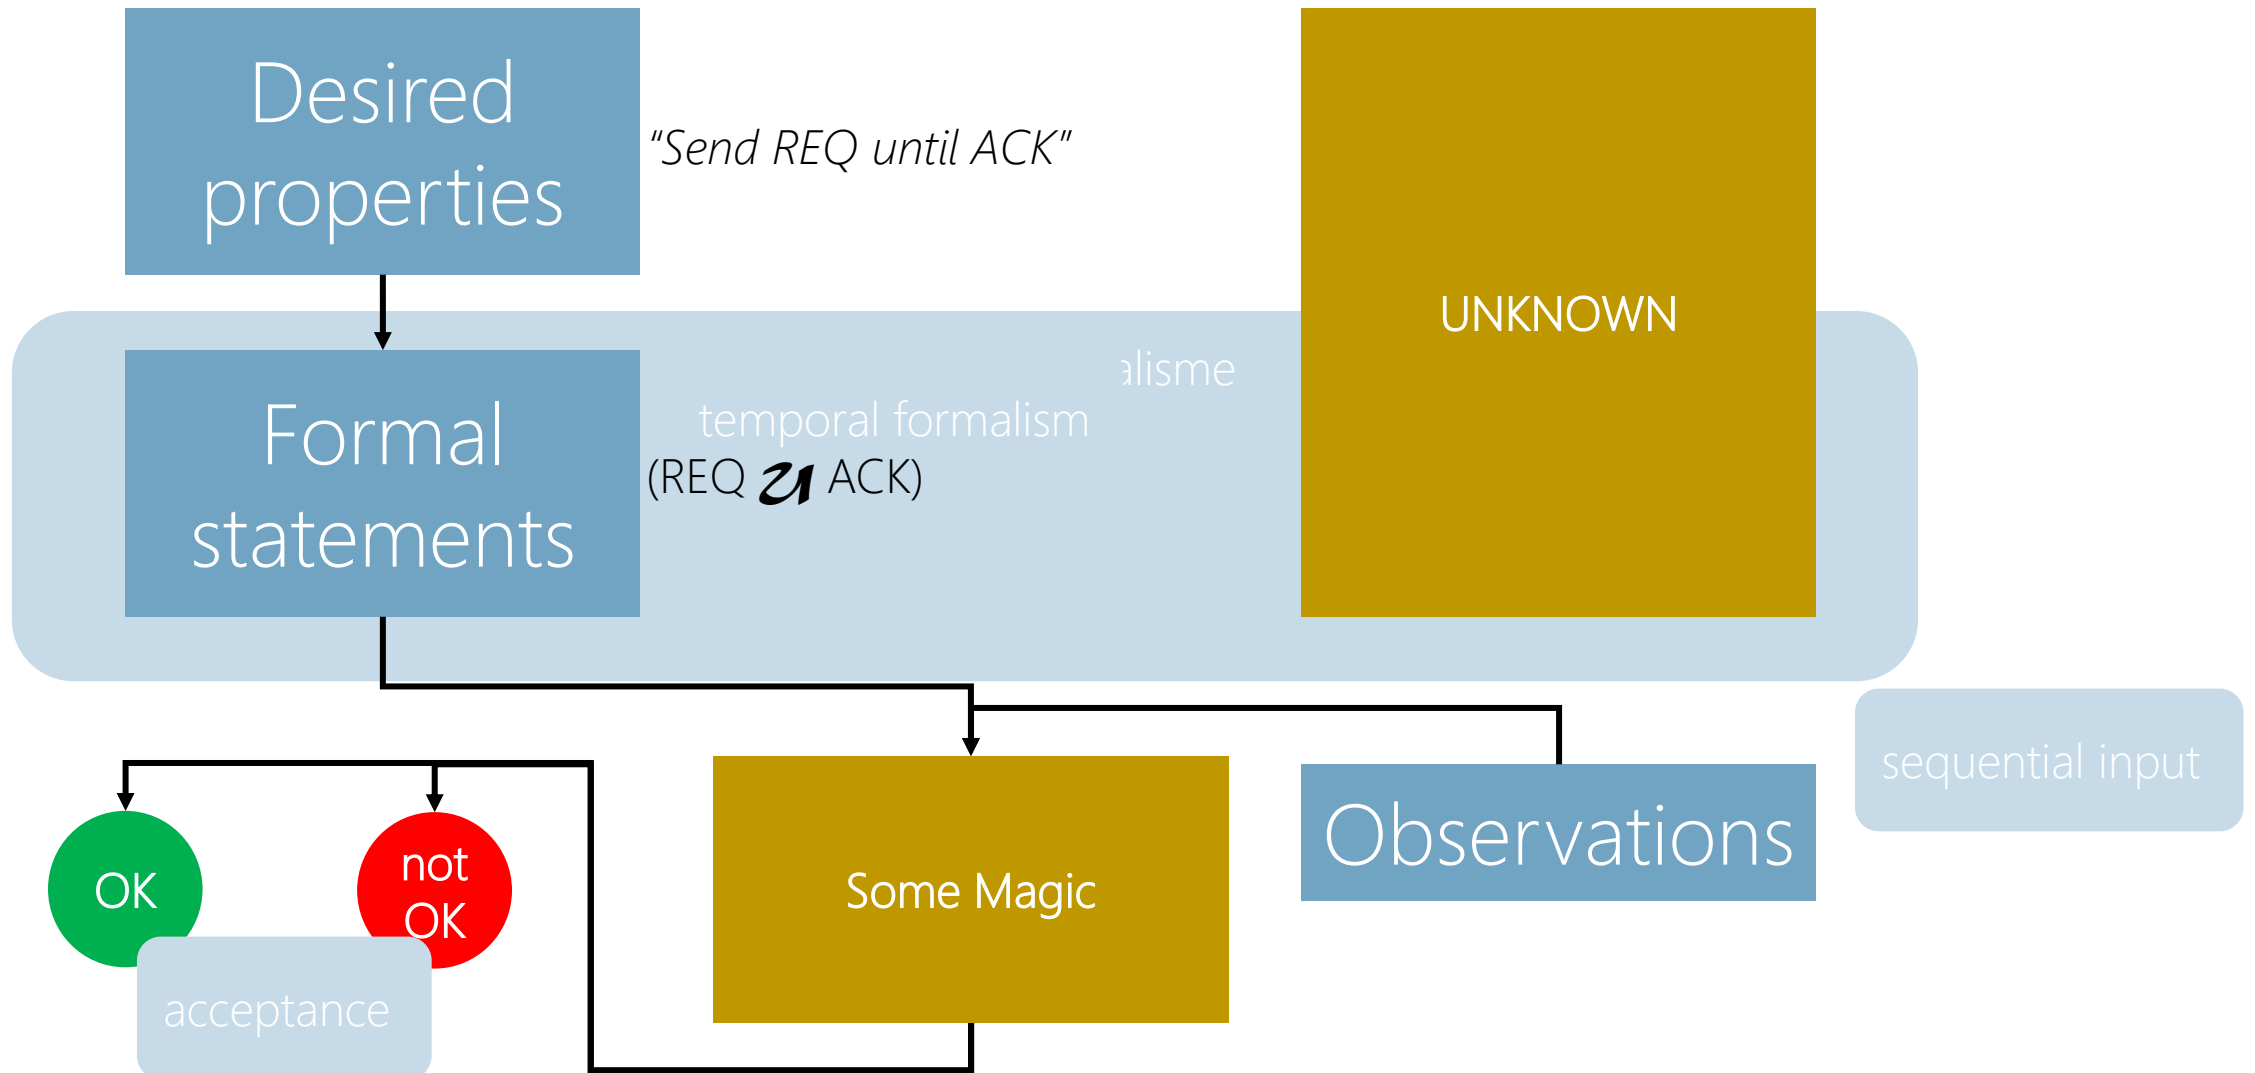 Desired
properties
“Send REQ until ACK”
UNKNOWN
Formal
statements
alisme
temporal formalism
(REQ U ACK)
sequential input
Observations
Some Magic
OK
not
OK
acceptance